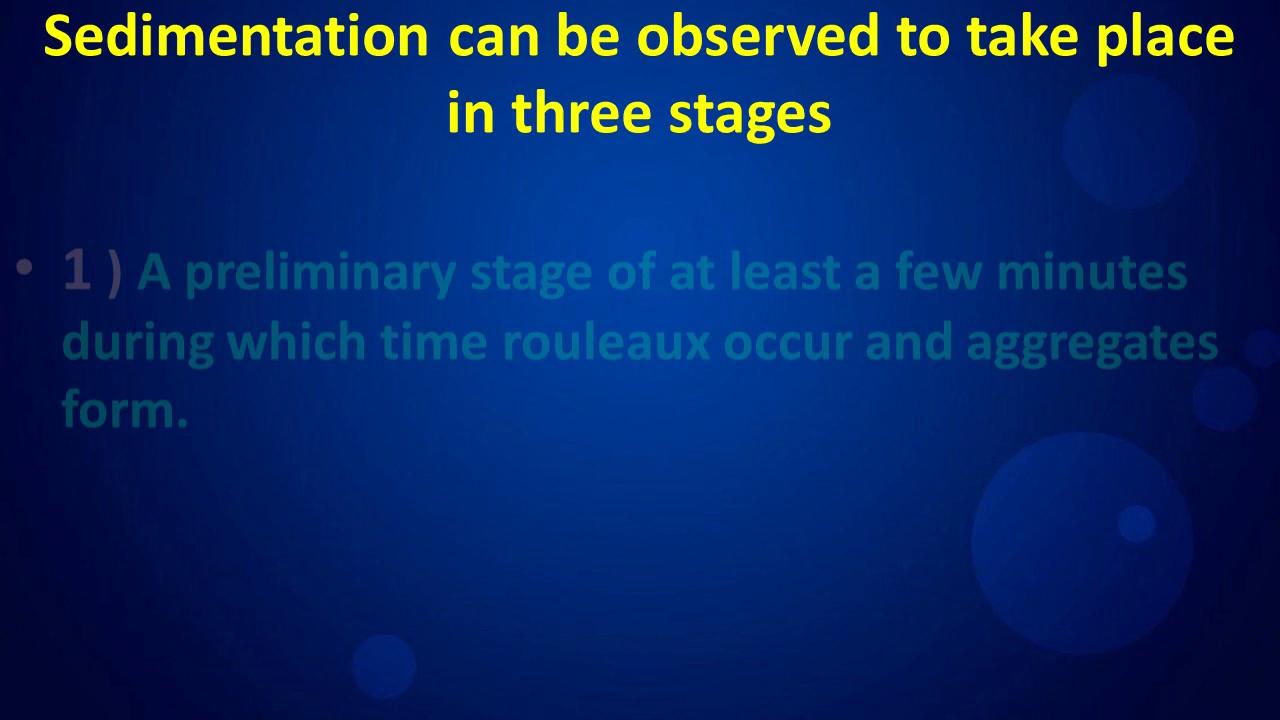 Sedimentation can be observed to take place
in three stages
• 1 ) A preliminary stage of at least a few minutes
during which time rouleaux occur and aggregates
form.